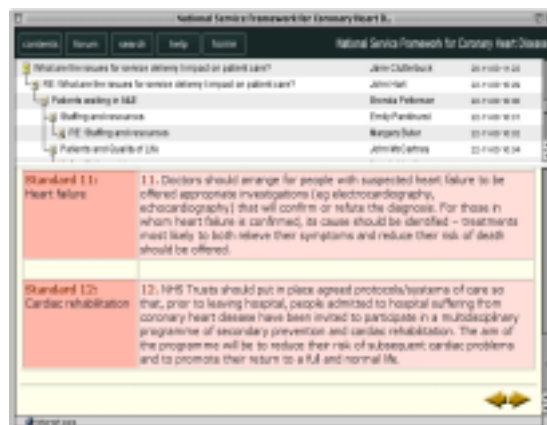 National Service Framework for Coronary Heart D..
contents forum search help home National Service Framework for Coronary Heart Disease
What are the issues for service delivery & impact on patient care?
RE: What are the issues for service delivery & impact on patient care?
Patients waiting in A&E
Staffing and resources
RE: Staffing and resources
Patients and Quality of Life
Standard 11:
Heart failure
11. Doctors should arrange for people with suspected heart failure to be
offered appropriate investigations (eg electrocardiography,
echocardiography) that will confirm or refute the diagnosis. For those in
whom heart failure is confirmed, its cause should be identified – treatments
most likely to both relieve their symptoms and reduce their risk of death
should be offered.
Standard 12:
Cardiac rehabilitation
12. NHS Trusts should put in place agreed protocols/systems of care so
that, prior to leaving hospital, people admitted to hospital suffering from
coronary heart disease have been invited to participate in a multidisciplinary
programme of secondary prevention and cardiac rehabilitation. The aim of
the programme will be to reduce their risk of subsequent cardiac problems
and to promote their return to a full and normal life.
Internet zone